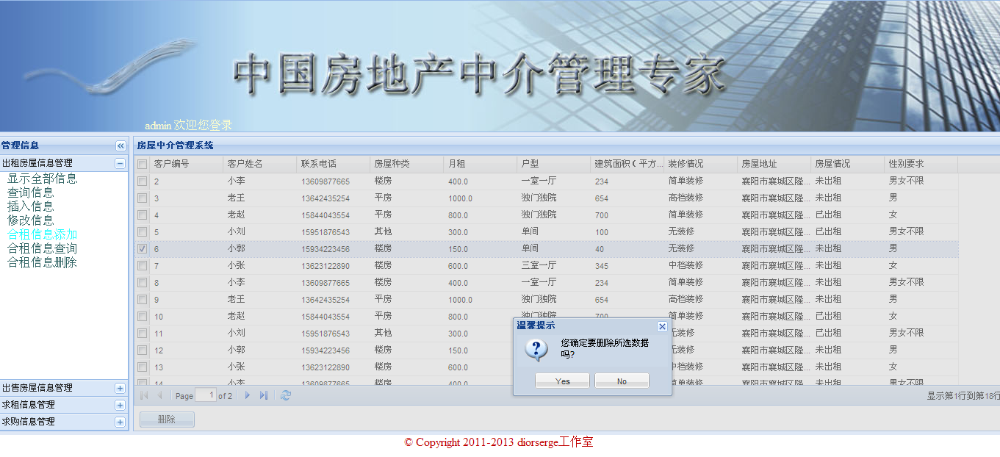 中国房地产中介管理专家
admin 欢迎您登录
管理信息
出租房屋信息管理
显示全部信息
查询信息
插入信息
修改信息
合租信息添加
合租信息查询
合租信息删除
出售房屋信息管理
求租信息管理
求购信息管理
房屋中介管理系统
客户编号 客户姓名 联系电话 房屋种类 月租 户型 建筑面积（平方... 装修情况 房屋地址 房屋情况 性别要求
2 小李 13609877665 楼房 400.0 一室一厅 234 简单装修 襄阳市襄城区隆... 未出租 男女不限
3 老王 13642435254 平房 1000.0 独门独院 654 高档装修 襄阳市襄城区隆... 未出租 男
4 老赵 15844043554 平房 800.0 独门独院 700 简单装修 襄阳市襄城区隆... 已出租 女
5 小刘 15951876543 其他 300.0 单间 100 无装修 襄阳市襄城区隆... 已出租 男女不限
6 小郭 15934223456 楼房 150.0 单间 40 无装修 襄阳市襄城区隆... 未出租 男
7 小张 13623122890 楼房 600.0 三室一厅 345 中档装修 襄阳市襄城区隆... 未出租 女
8 小李 13609877665 楼房 400.0 一室一厅 234 简单装修 襄阳市襄城区隆... 未出租 男女不限
9 老王 13642435254 平房 1000.0 独门独院 654 高档装修 襄阳市襄城区隆... 未出租 男
10 老赵 15844043554 平房 800.0 独门独院 700 简单装修 襄阳市襄城区隆... 已出租 女
11 小刘 15951876543 其他 300.0 无装修 襄阳市襄城区隆... 已出租 男女不限
12 小郭 15934223456 楼房 150.0 无装修 襄阳市襄城区隆... 未出租 男
13 小张 13623122890 楼房 600.0 中档装修 襄阳市襄城区隆... 未出租 女
14 小李 13609877665 楼房 400.0 简单装修 襄阳市襄城区隆... 未出租 男女不限
温馨提示
您确定要删除所选数据
吗?
Yes No
Page 1 of 2 显示第1行到第18行
删除
© Copyright 2011-2013 diorserge工作室